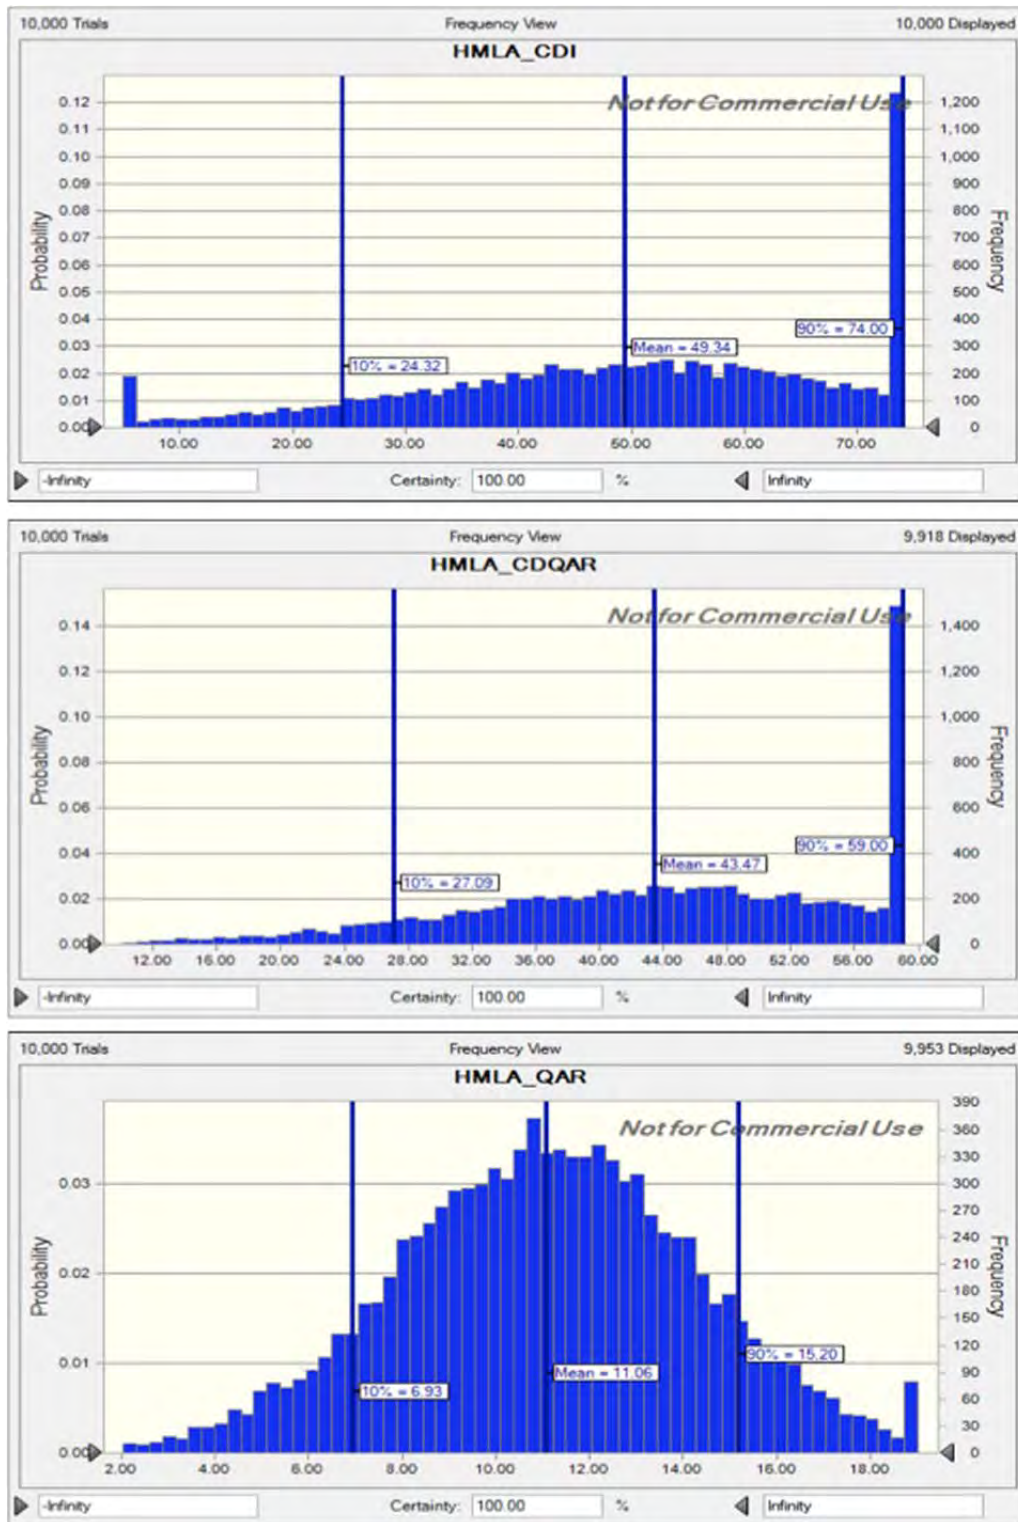 10,000 Trials Frequency View 10,000 Displayed
HMLA_CDI
Not for Commercial Use
0.12 1,200
0.11 1,100
0.10 1,000
0.09 900
0.08 800
0.07 700
0.06 600
0.05 500
0.04 400
0.03 300
0.02 200
0.01 100
0.00 0
Probability
Frequency
10% = 24.32
Mean = 49.34
90% = 74.00
10.00 20.00 30.00 40.00 50.00 60.00 70.00
-Infinity Certainty: 100.00 % Infinity
10,000 Trials Frequency View 9,918 Displayed
HMLA_CDQAR
Not for Commercial Use
0.14 1,400
0.12 1,200
0.10 1,000
0.08 800
0.06 600
0.04 400
0.02 200
0.00 0
Probability
Frequency
10% = 27.09
Mean = 43.47
90% = 59.00
12.00 16.00 20.00 24.00 28.00 32.00 36.00 40.00 44.00 48.00 52.00 56.00 60.00
-Infinity Certainty: 100.00 % Infinity
10,000 Trials Frequency View 9,953 Displayed
HMLA_QAR
Not for Commercial Use
390
360
330
0.03 300
270
240
210
0.02 180
150
120
0.01 90
60
30
0.00 0
Probability
Frequency
10% = 6.93
Mean = 11.06
90% = 15.20
2.00 4.00 6.00 8.00 10.00 12.00 14.00 16.00 18.00
-Infinity Certainty: 100.00 % Infinity